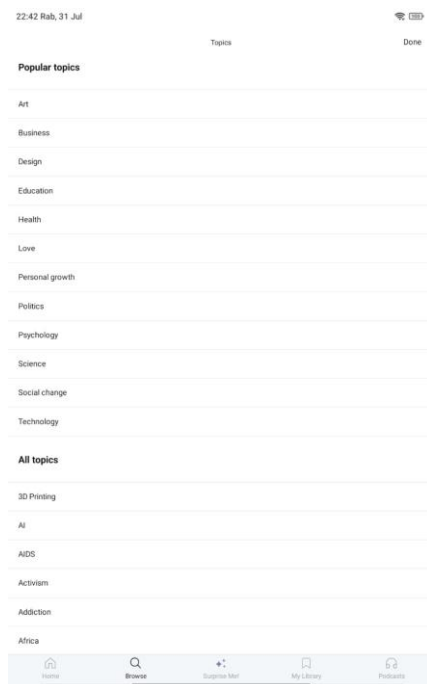 22:42 Rab, 31 Jul
Topics
Done
Popular topics
Art
Business
Design
Education
Health
Love
Personal growth
Politics
Psychology
Science
Social change
Technology
All topics
3D Printing
AI
AIDS
Activism
Addiction
Africa
Home
Browse
Surprise Me!
My Library
Podcasts